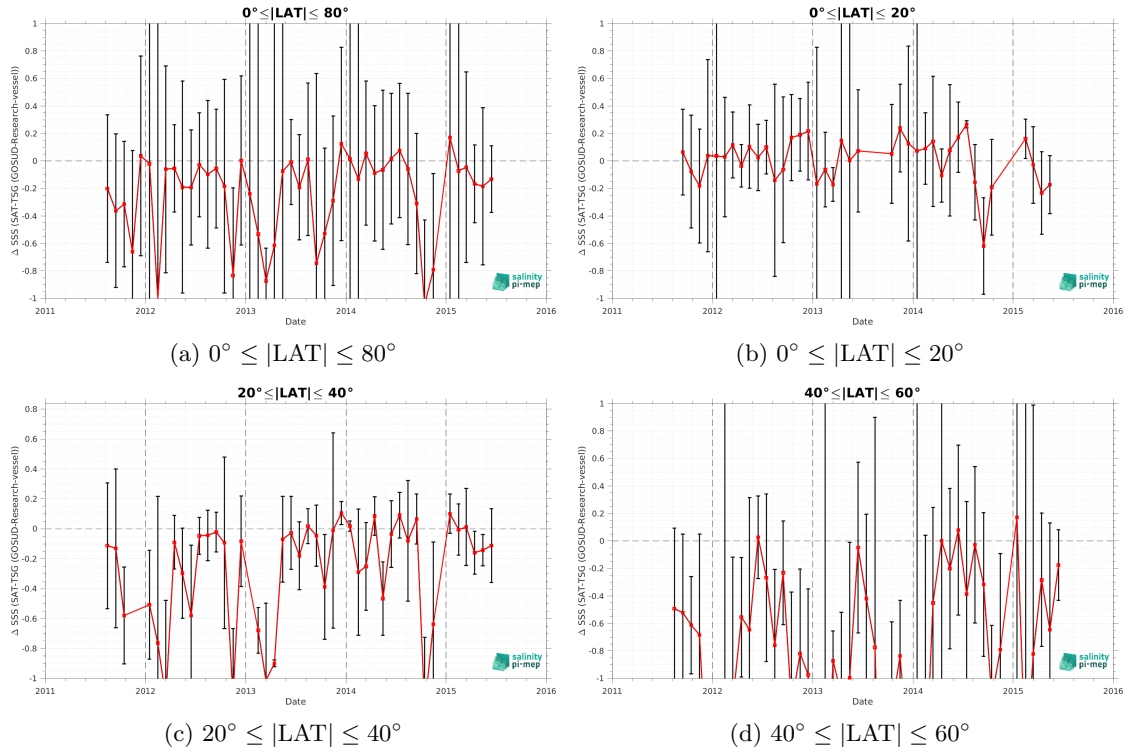 0°≤|LAT|≤ 80°
Δ SSS (SAT-TSG (GOSUD-Research-vessel))
1
0.8
0.6
0.4
0.2
0
-0.2
-0.4
-0.6
-0.8
-1
2011 2012 2013 2014 2015 2016
Date
salinity
pi-mep
(a) 0° ≤ |LAT| ≤ 80°
0°≤|LAT|≤ 20°
Δ SSS (SAT-TSG (GOSUD-Research-vessel))
1
0.8
0.6
0.4
0.2
0
-0.2
-0.4
-0.6
-0.8
-1
2011 2012 2013 2014 2015 2016
Date
salinity
pi-mep
(b) 0° ≤ |LAT| ≤ 20°
20°≤|LAT|≤ 40°
Δ SSS (SAT-TSG (GOSUD-Research-vessel))
0.8
0.6
0.4
0.2
0
-0.2
-0.4
-0.6
-0.8
-1
2011 2012 2013 2014 2015 2016
Date
salinity
pi-mep
(c) 20° ≤ |LAT| ≤ 40°
40°≤|LAT|≤ 60°
Δ SSS (SAT-TSG (GOSUD-Research-vessel))
1
0.8
0.6
0.4
0.2
0
-0.2
-0.4
-0.6
-0.8
-1
2011 2012 2013 2014 2015 2016
Date
salinity
pi-mep
(d) 40° ≤ |LAT| ≤ 60°